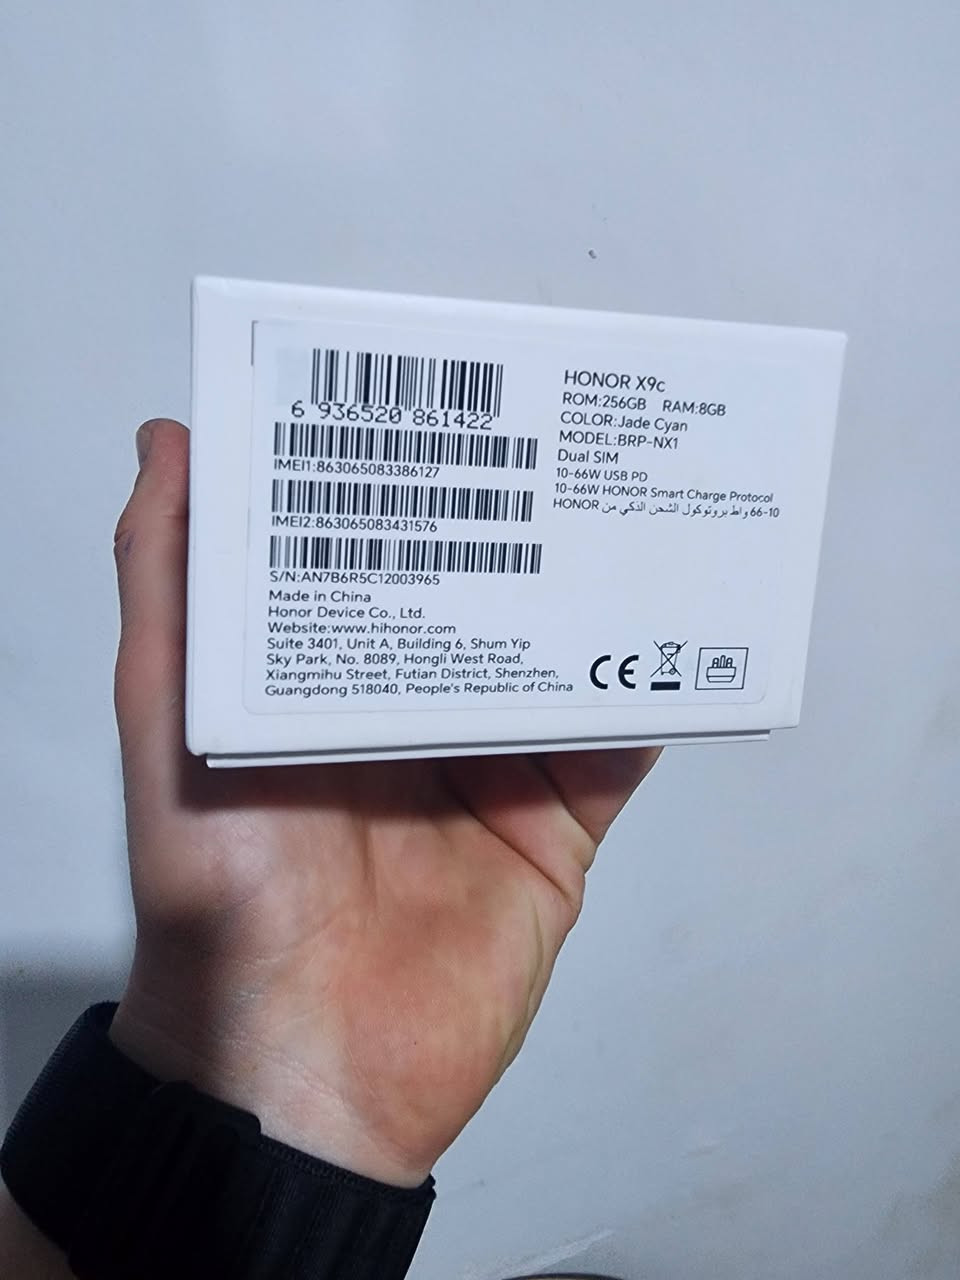 6 936520 861422
IMEI1:863065083386127
IMEI2:863065083431576
S/N:AN7B6R5C12003965
Made in China
Honor Device Co., Ltd.
Website:www.hihonor.com
Suite 3401, Unit A, Building 6, Shum Yip
Sky Park, No. 8089, Hongli West Road,
Xiangmihu Street, Futian District, Shenzhen,
Guangdong 518040, People's Republic of China
HONOR X9c
ROM:256GB RAM:8GB
COLOR:Jade Cyan
MODEL:BRP-NX1
Dual SIM
10-66W USB PD
10-66W HONOR Smart Charge Protocol
10-66 واط بروتوكول الشحن الذكي من HONOR
CE